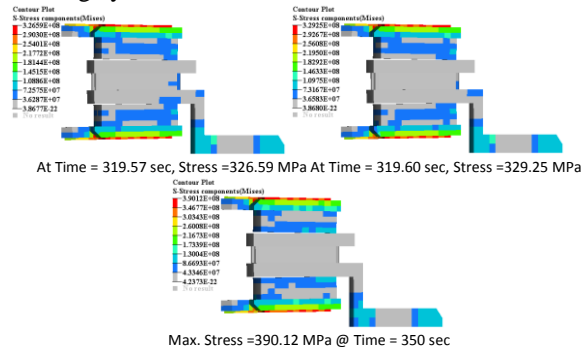 Contour Plot
S-Stress components(Mises)
3.2659E+08
2.9030E+08
2.5401E+08
2.1772E+08
1.8144E+08
1.4515E+08
1.0886E+08
7.2575E+07
3.6287E+07
3.8677E-22
No result
Contour Plot
S-Stress components(Mises)
3.2925E+08
2.9267E+08
2.5608E+08
2.1950E+08
1.8292E+08
1.4633E+08
1.0975E+08
7.3167E+07
3.6583E+07
3.8680E-22
No result
At Time = 319.57 sec, Stress =326.59 MPa At Time = 319.60 sec, Stress =329.25 MPa
Contour Plot
S-Stress components(Mises)
3.9012E+08
3.4677E+08
3.0343E+08
2.6008E+08
2.1673E+08
1.7339E+08
1.3004E+08
8.6693E+07
4.3346E+07
4.2373E-22
No result
Max. Stress =390.12 MPa @ Time = 350 sec